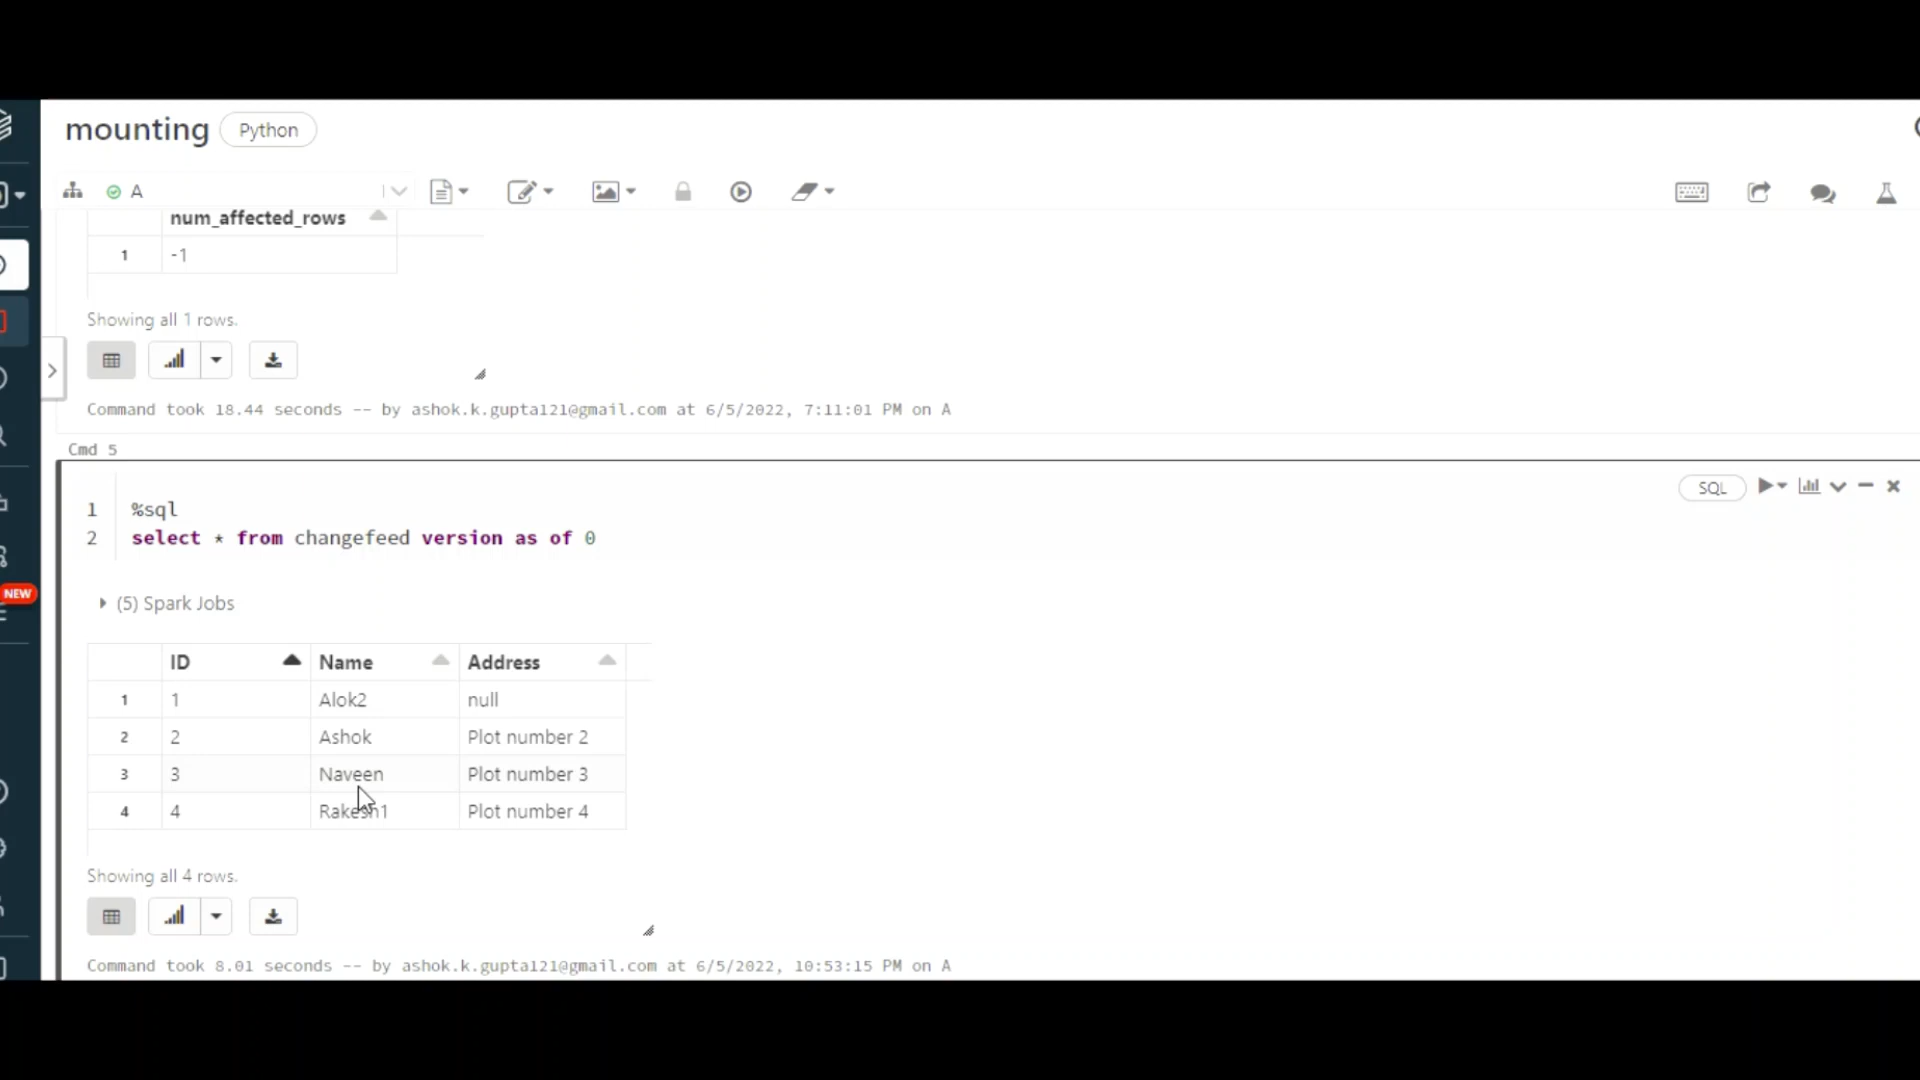 mounting Python
A
num_affected_rows
1 -1
Showing all 1 rows.
Command took 18.44 seconds -- by ashok.k.gupta121@gmail.com at 6/5/2022, 7:11:01 PM on A
Cmd 5
SQL
1 %sql
2 select * from changefeed version as of 0
NEW
(5) Spark Jobs
ID Name Address
1 1 Alok2 null
2 2 Ashok Plot number 2
3 3 Naveen Plot number 3
4 4 Rakesh1 Plot number 4
Showing all 4 rows.
Command took 8.01 seconds -- by ashok.k.gupta121@gmail.com at 6/5/2022, 10:53:15 PM on A